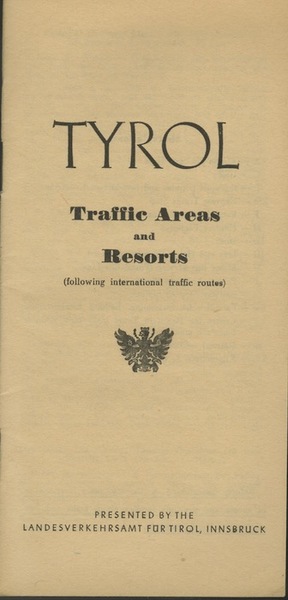 TYROL
Traffic Areas
and
Resorts
(following international traffic routes)
PRESENTED BY THE
LANDESVERKEHRSAMT FÜR TIROL, INNSBRUCK